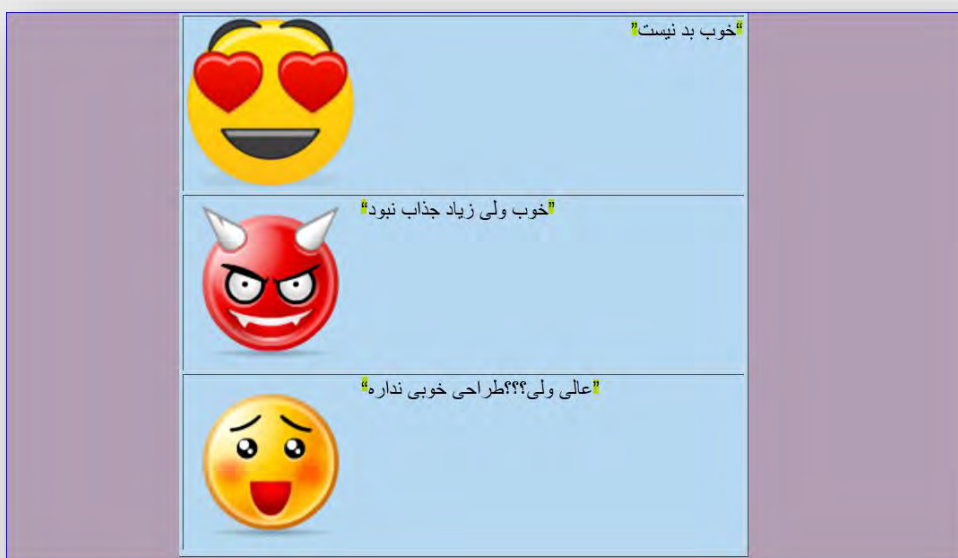 “خوب بد نیست”
“خوب ولی زیاد جذاب نبود”
“عالی ولی؟؟؟طراحی خوبی نداره”